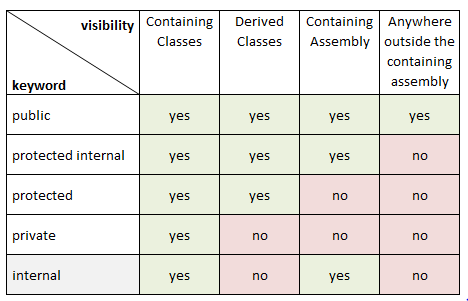 visibility Containing Classes Derived Classes Containing Assembly Anywhere outside the containing assembly
keyword
public yes yes yes yes
protected internal yes yes yes no
protected yes yes no no
private yes no no no
internal yes no yes no